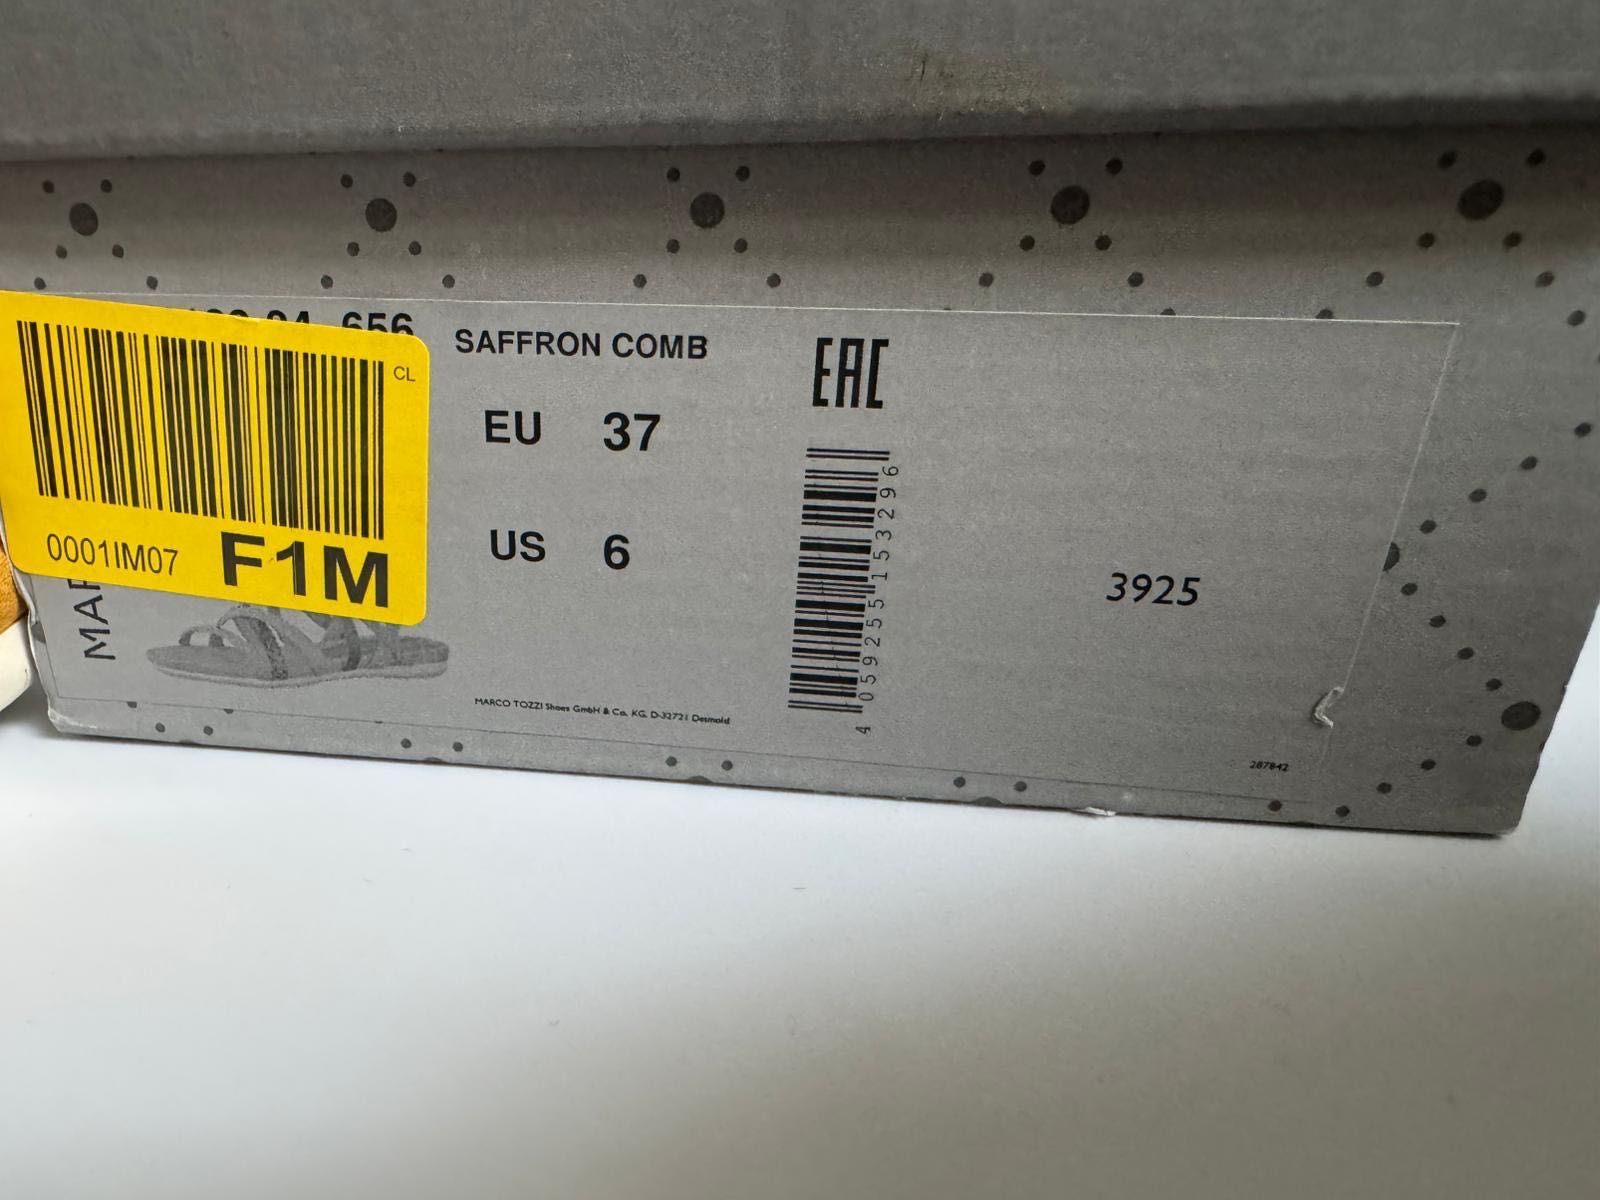 656
SAFFRON COMB
EAC
CL
EU 37
0001IM07 F1M
US 6
4 059255 153296
3925
MARCO TOZZI Shoes GmbH & Co. KG. D-32721 Detmold
287842